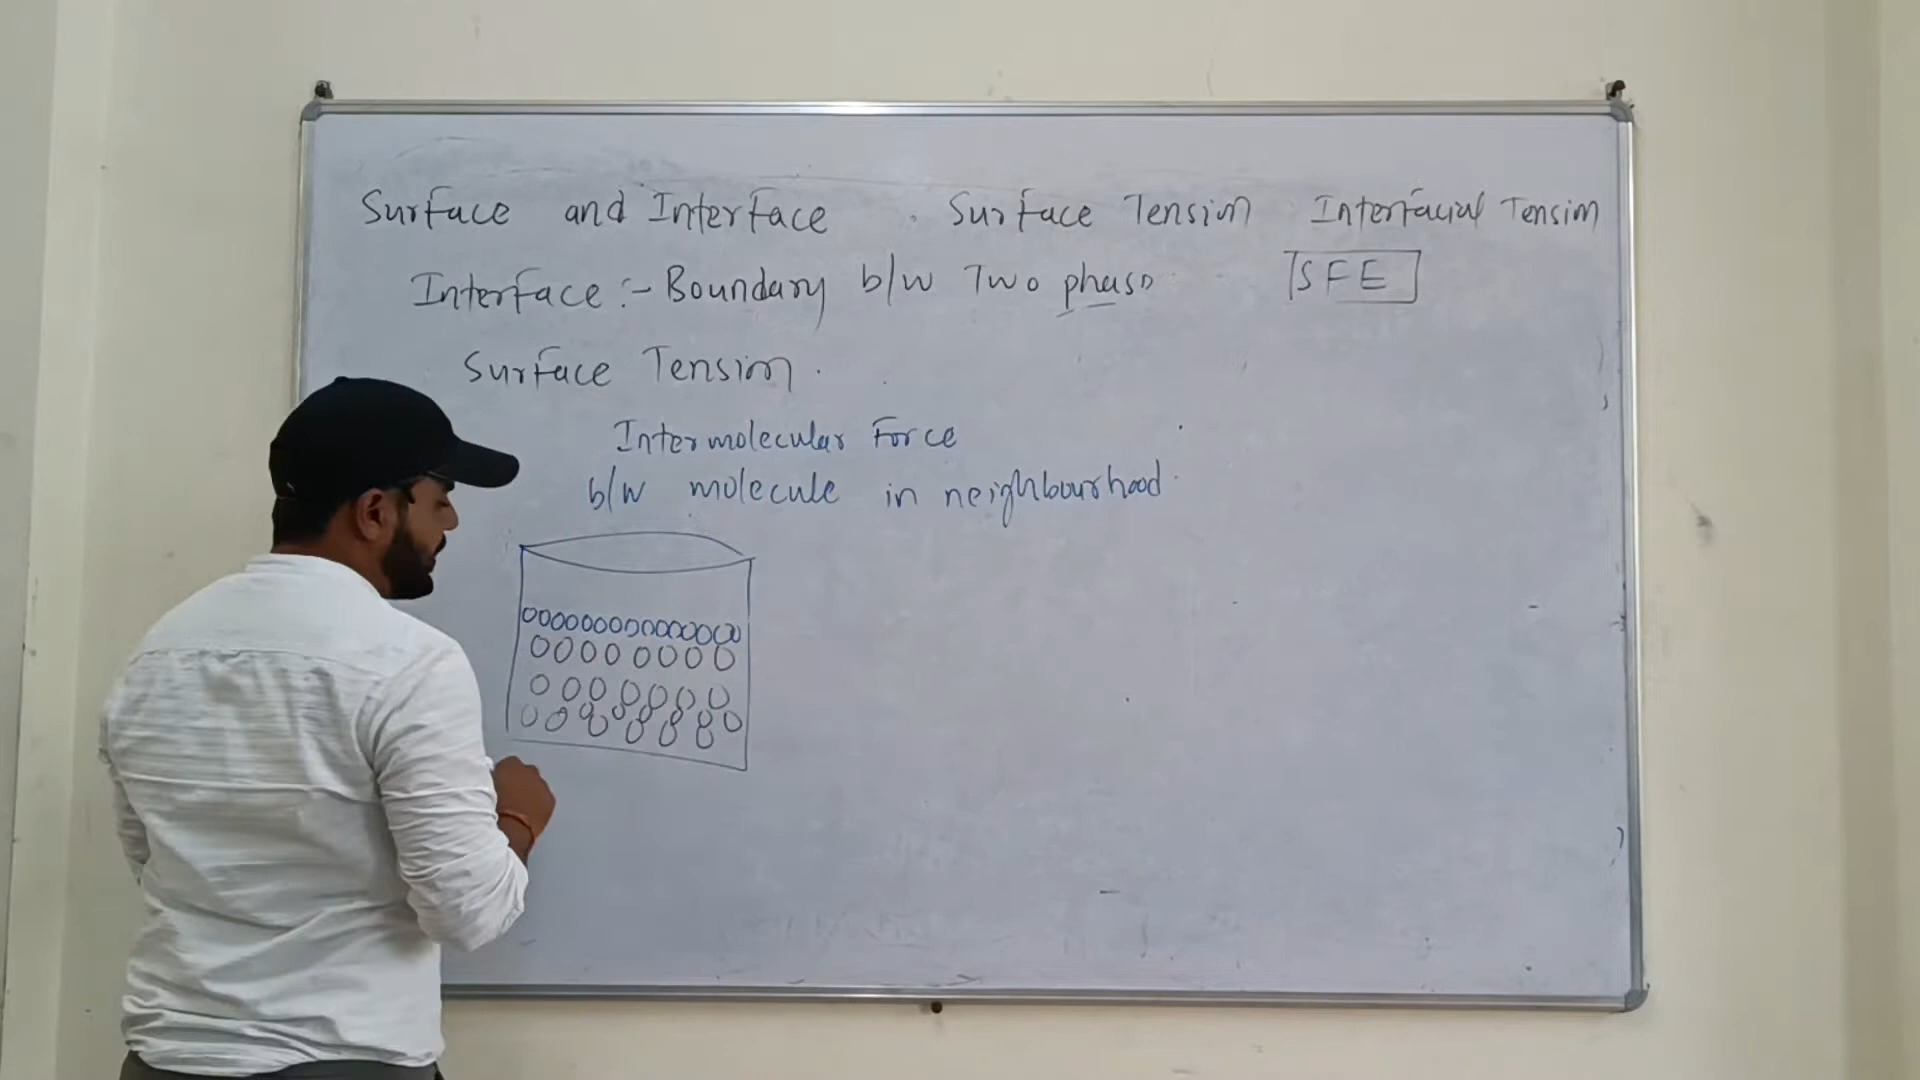 Surface and Interface . Surface Tension Interfacial Tension
Interface :- Boundary b/w Two phase SFE
Surface Tension .
Intermolecular Force
b/w molecule in neighbourhood .